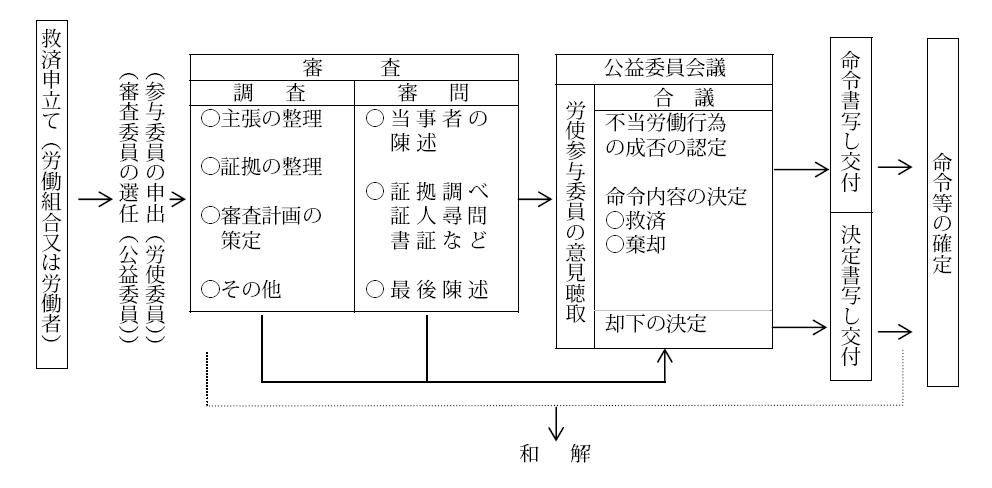 救済申立て（労働組合又は労働者）
（参与委員の申出（労使委員））
（審査委員の選任（公益委員））
審　査
調　査
○主張の整理
○証拠の整理
○審査計画の
策定
○その他
審　問
○当事者の
陳述
○証拠調べ
証人尋問
書証など
○最後陳述
公益委員会議
労使参与委員の意見聴取
合　議
不当労働行為
の成否の認定
命令内容の決定
○救済
○棄却
却下の決定
命令書写し交付
決定書写し交付
命令等の確定
和　解